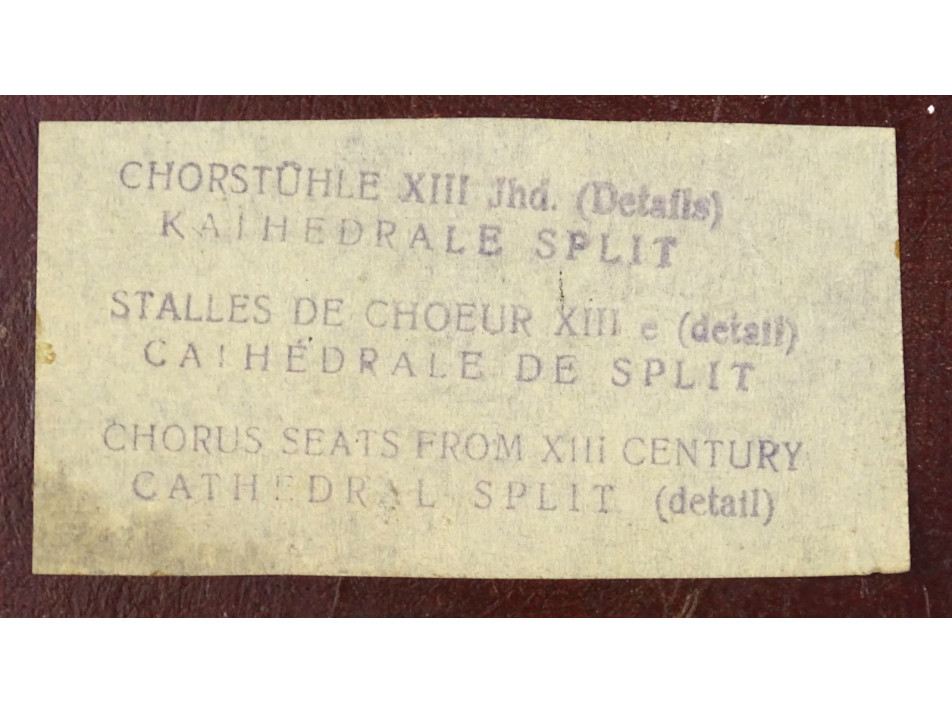 CHORSTÜHLE XIII Jhd. (Details)
KATHEDRALE SPLIT
STALLES DE CHOEUR XIII e (detail)
CATHÉDRALE DE SPLIT
CHORUS SEATS FROM XIII CENTURY
CATHEDRAL SPLIT (detail)